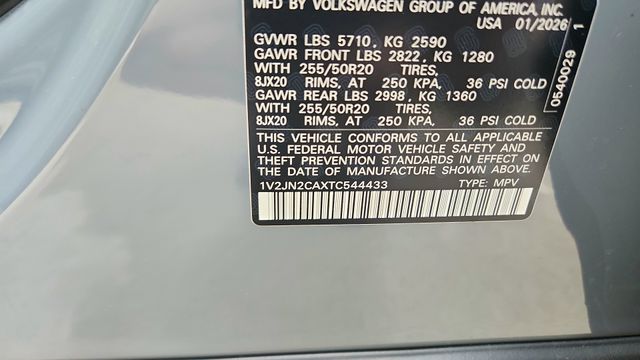 MFD BY VOLKSWAGEN GROUP OF AMERICA, INC.
USA 01/2026 1
GVWR LBS 5710, KG 2590
GAWR FRONT LBS 2822, KG 1280
WITH 255/50R20 TIRES,
8JX20 RIMS, AT 250 KPA, 36 PSI COLD
GAWR REAR LBS 2998, KG 1360
WITH 255/50R20 TIRES,
8JX20 RIMS, AT 250 KPA, 36 PSI COLD
THIS VEHICLE CONFORMS TO ALL APPLICABLE
U.S. FEDERAL MOTOR VEHICLE SAFETY AND
THEFT PREVENTION STANDARDS IN EFFECT ON
THE DATE OF MANUFACTURE SHOWN ABOVE.
1V2JN2CAXTC544433 TYPE: MPV
0540029